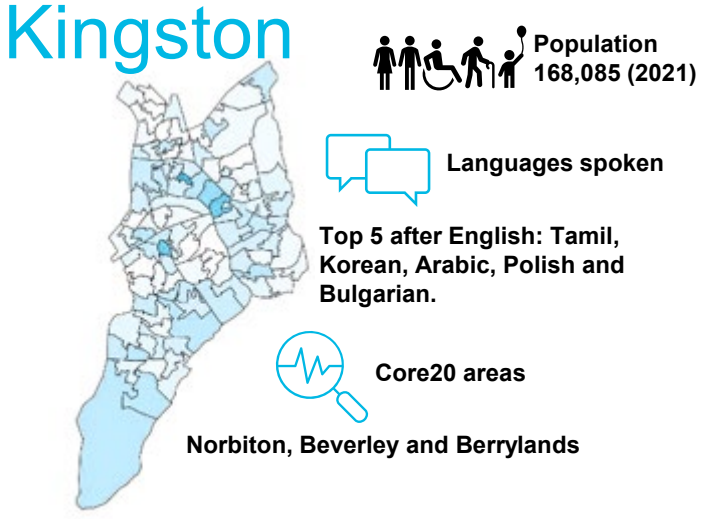 Kingston
Population
168,085 (2021)
Languages spoken
Top 5 after English: Tamil,
Korean, Arabic, Polish and
Bulgarian.
Core20 areas
Norbiton, Beverley and Berrylands